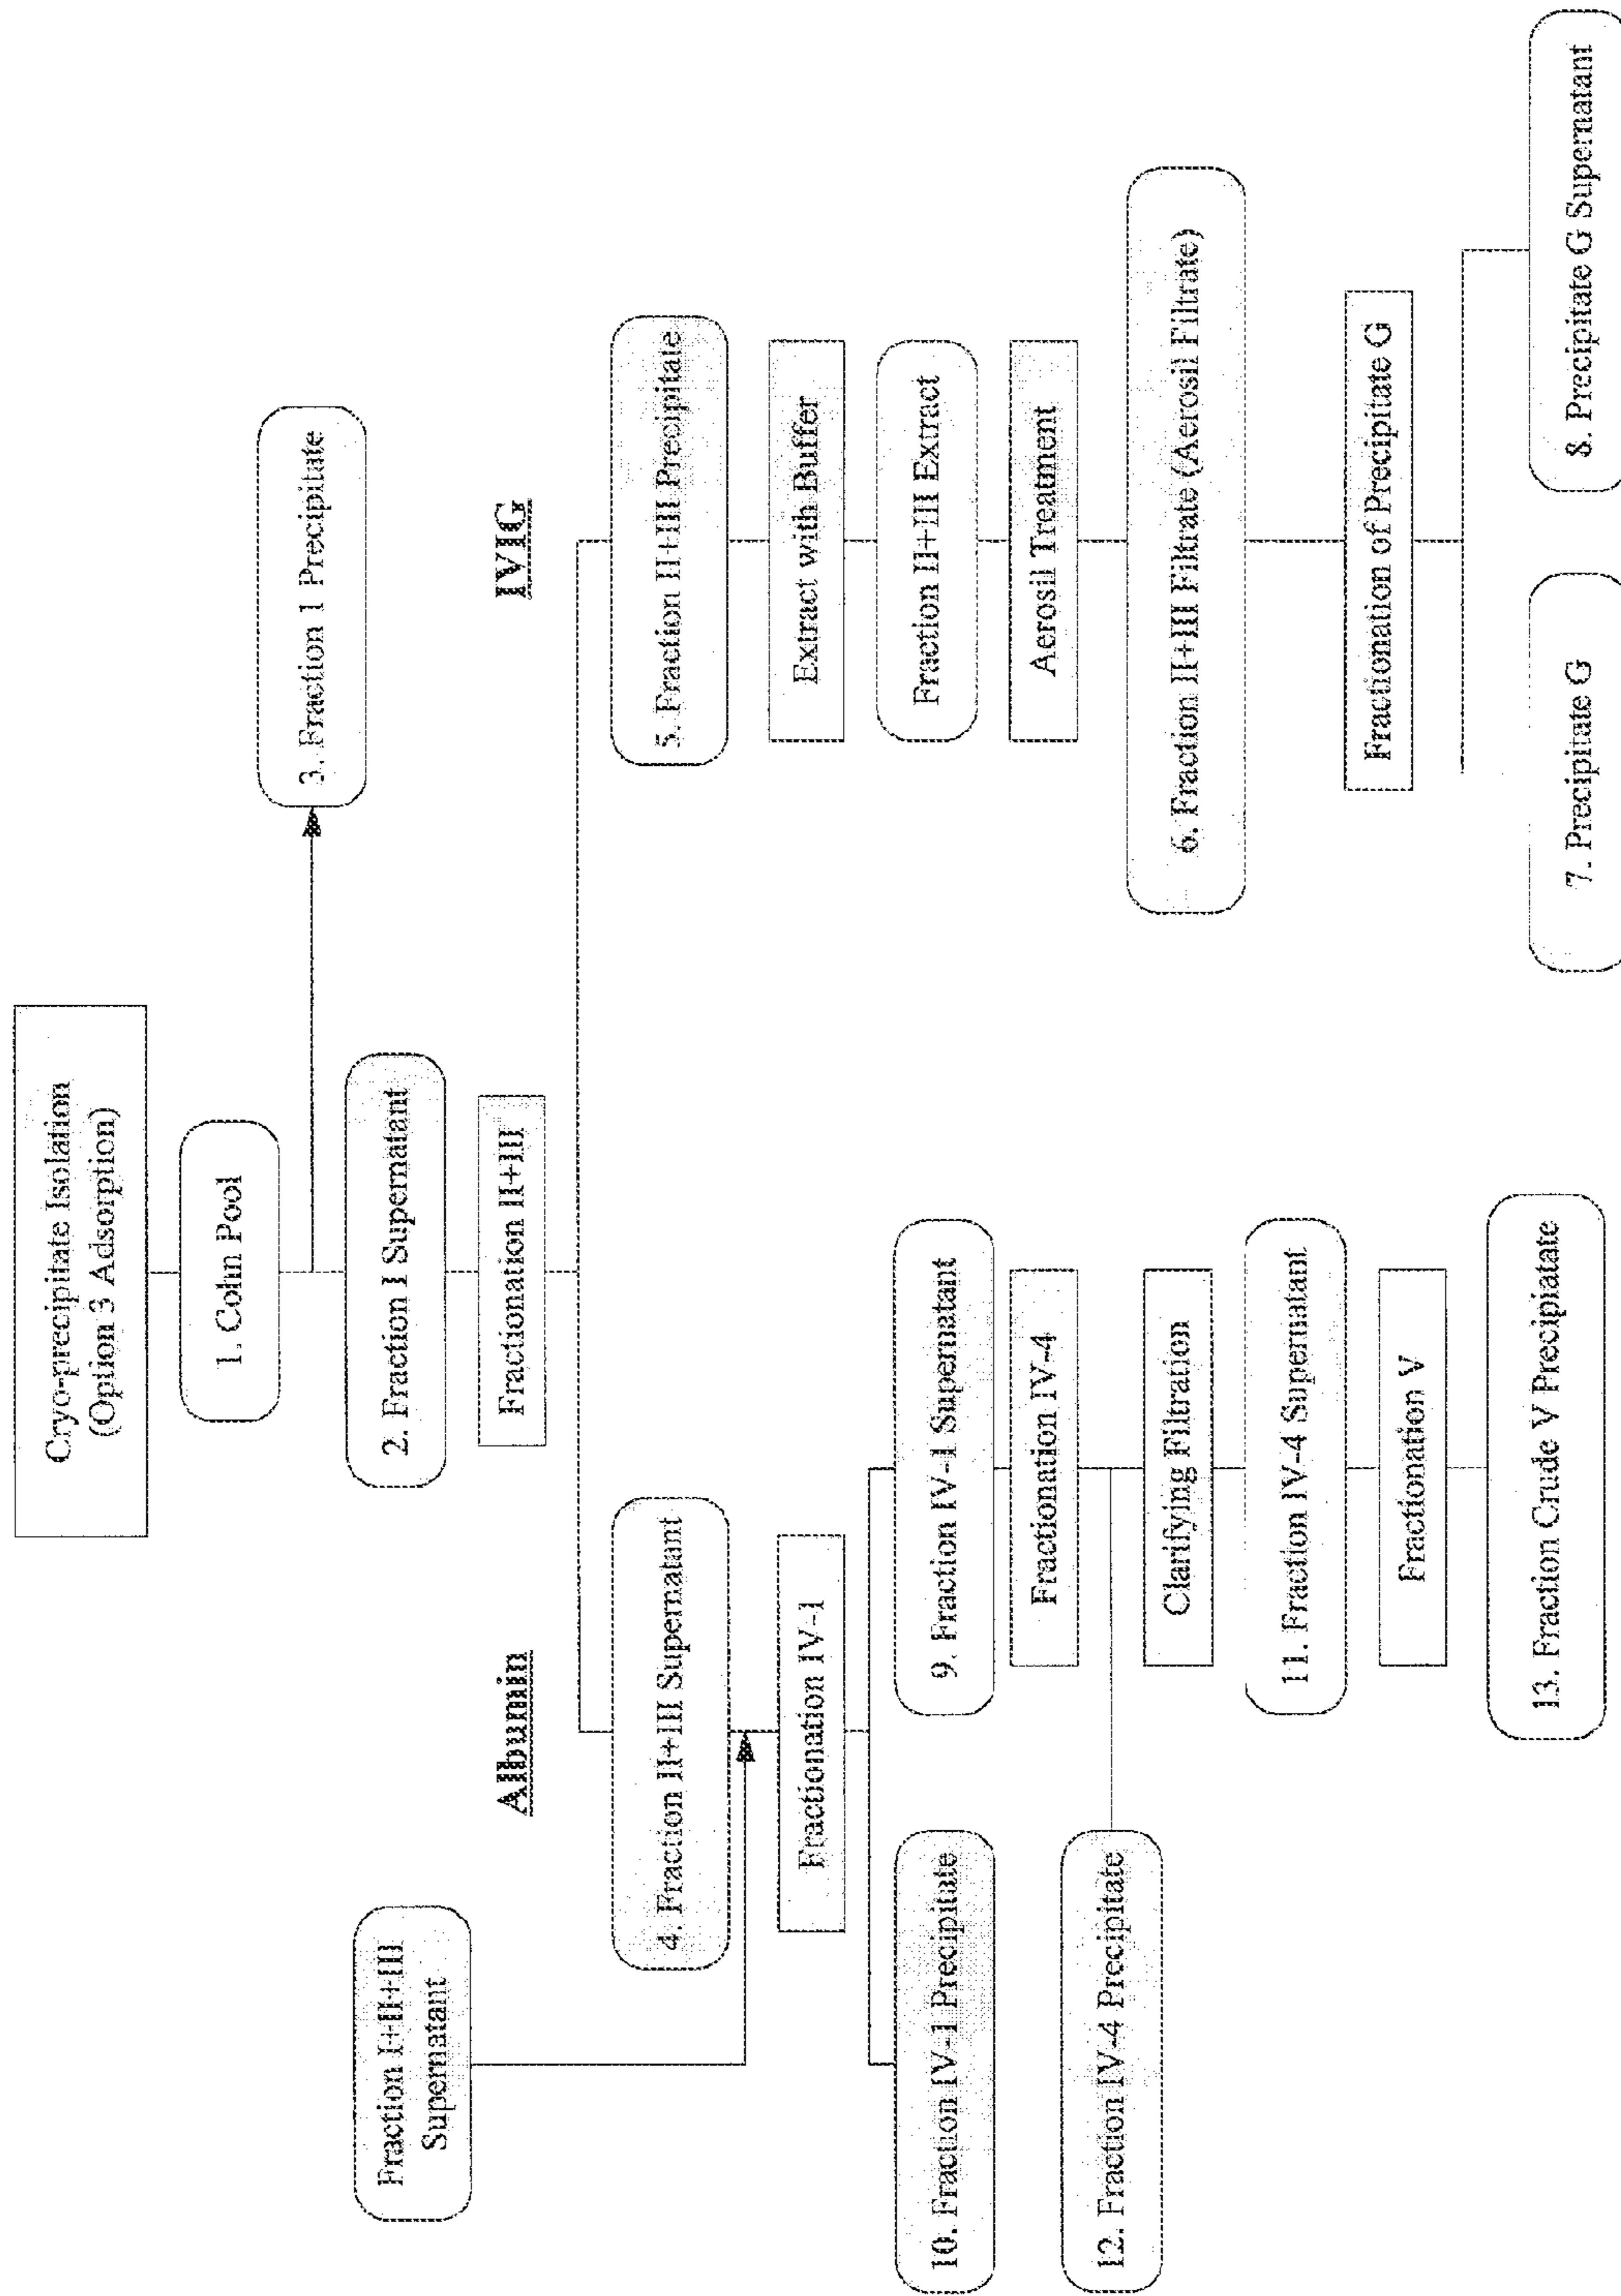 Cryo-precipitate Isolation
(Option 3 Adsorption)
1. Cohn Pool
3. Fraction 1 Precipitate
2. Fraction I Supernatant
Fraction I+II+III
Supernatant
Fractionation II+III
Albumin
IVIG
4. Fraction II+III Supernatant
5. Fraction II+III Precipitate
Fractionation IV-1
Extract with Buffer
10. Fraction IV-1 Precipitate
9. Fraction IV-1 Supernatant
Fraction II+III Extract
Fractionation IV-4
Aerosil Treatment
12. Fraction IV-4 Precipitate
Clarifying Filtration
6. Fraction II+III Filtrate (Aerosil Filtrate)
11. Fraction IV-4 Supernatant
Fractionation V
Fractionation of Precipitate G
13. Fraction Crude V Precipiatate
7. Precipitate G
8. Precipitate G Supernatant